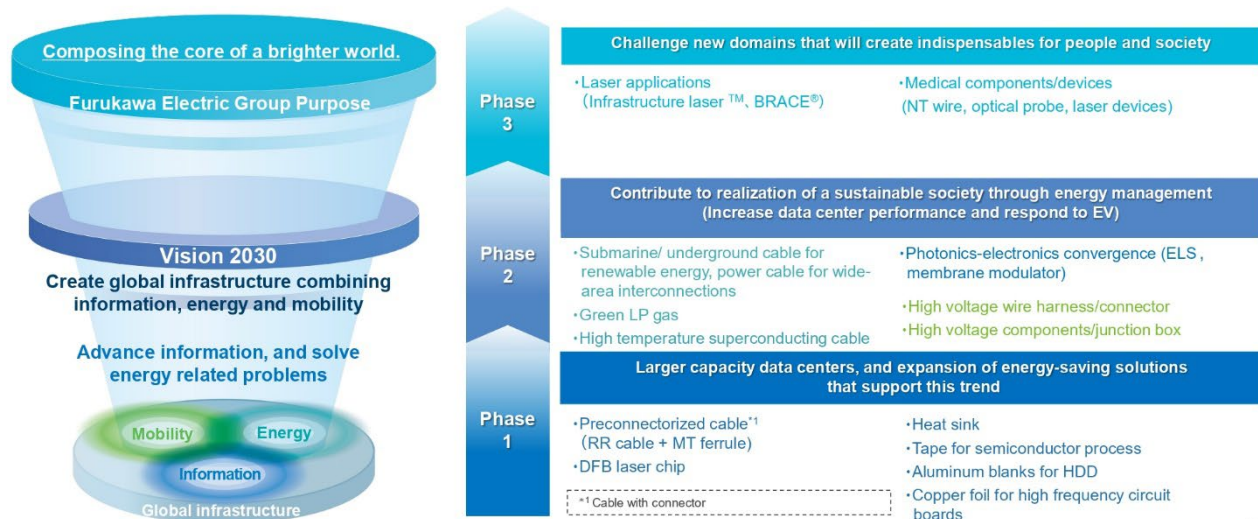 Composing the core of a brighter world.
Furukawa Electric Group Purpose
Vision 2030
Create global infrastructure combining
information, energy and mobility
Advance information, and solve
energy related problems
Mobility
Energy
Information
Global infrastructure
Phase
3
Challenge new domains that will create indispensables for people and society
・Laser applications
（Infrastructure laser ™、BRACE®）
・Medical components/devices
(NT wire, optical probe, laser devices)
Phase
2
Contribute to realization of a sustainable society through energy management
(Increase data center performance and respond to EV)
・Submarine/ underground cable for
renewable energy, power cable for wide-
area interconnections
・Green LP gas
・High temperature superconducting cable
・Photonics-electronics convergence (ELS ,
membrane modulator)
・High voltage wire harness/connector
・High voltage components/junction box
Phase
1
Larger capacity data centers, and expansion of energy-saving solutions
that support this trend
・Preconnectorized cable*1
（RR cable + MT ferrule）
・DFB laser chip
*1 Cable with connector
・Heat sink
・Tape for semiconductor process
・Aluminum blanks for HDD
・Copper foil for high frequency circuit
boards